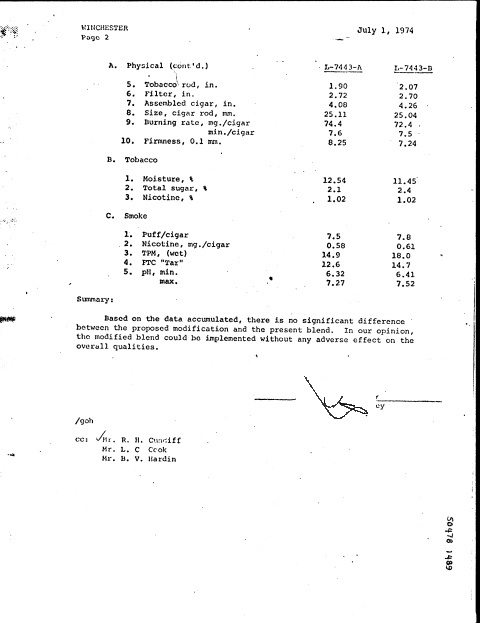 WINCHESTER July 1, 1974
Page 2
A. Physical (cont'd.) L-7443-A L-7443-B
5. Tobacco rod, in. 1.90 2.07
6. Filter, in. 2.72 2.70
7. Assembled cigar, in. 4.08 4.26
8. Size, cigar rod, mm. 25.11 25.04
9. Burning rate, mg./cigar 74.4 72.4
min./cigar 7.6 7.5
10. Firmness, 0.1 mm. 8.25 7.24
B. Tobacco
1. Moisture, % 12.54 11.45
2. Total sugar, % 2.1 2.4
3. Nicotine, % 1.02 1.02
C. Smoke
1. Puff/cigar 7.5 7.8
2. Nicotine, mg./cigar 0.58 0.61
3. TPM, (wet) 14.9 18.0
4. FTC "Tar" 12.6 14.7
5. pH, min. 6.32 6.41
max. 7.27 7.52
Summary:
Based on the data accumulated, there is no significant difference
between the proposed modification and the present blend. In our opinion,
the modified blend could be implemented without any adverse effect on the
overall qualities.
ey
/goh
cc: ✓Mr. R. H. Cundiff
Mr. L. C Cook
Mr. B. V. Hardin
50478 1489